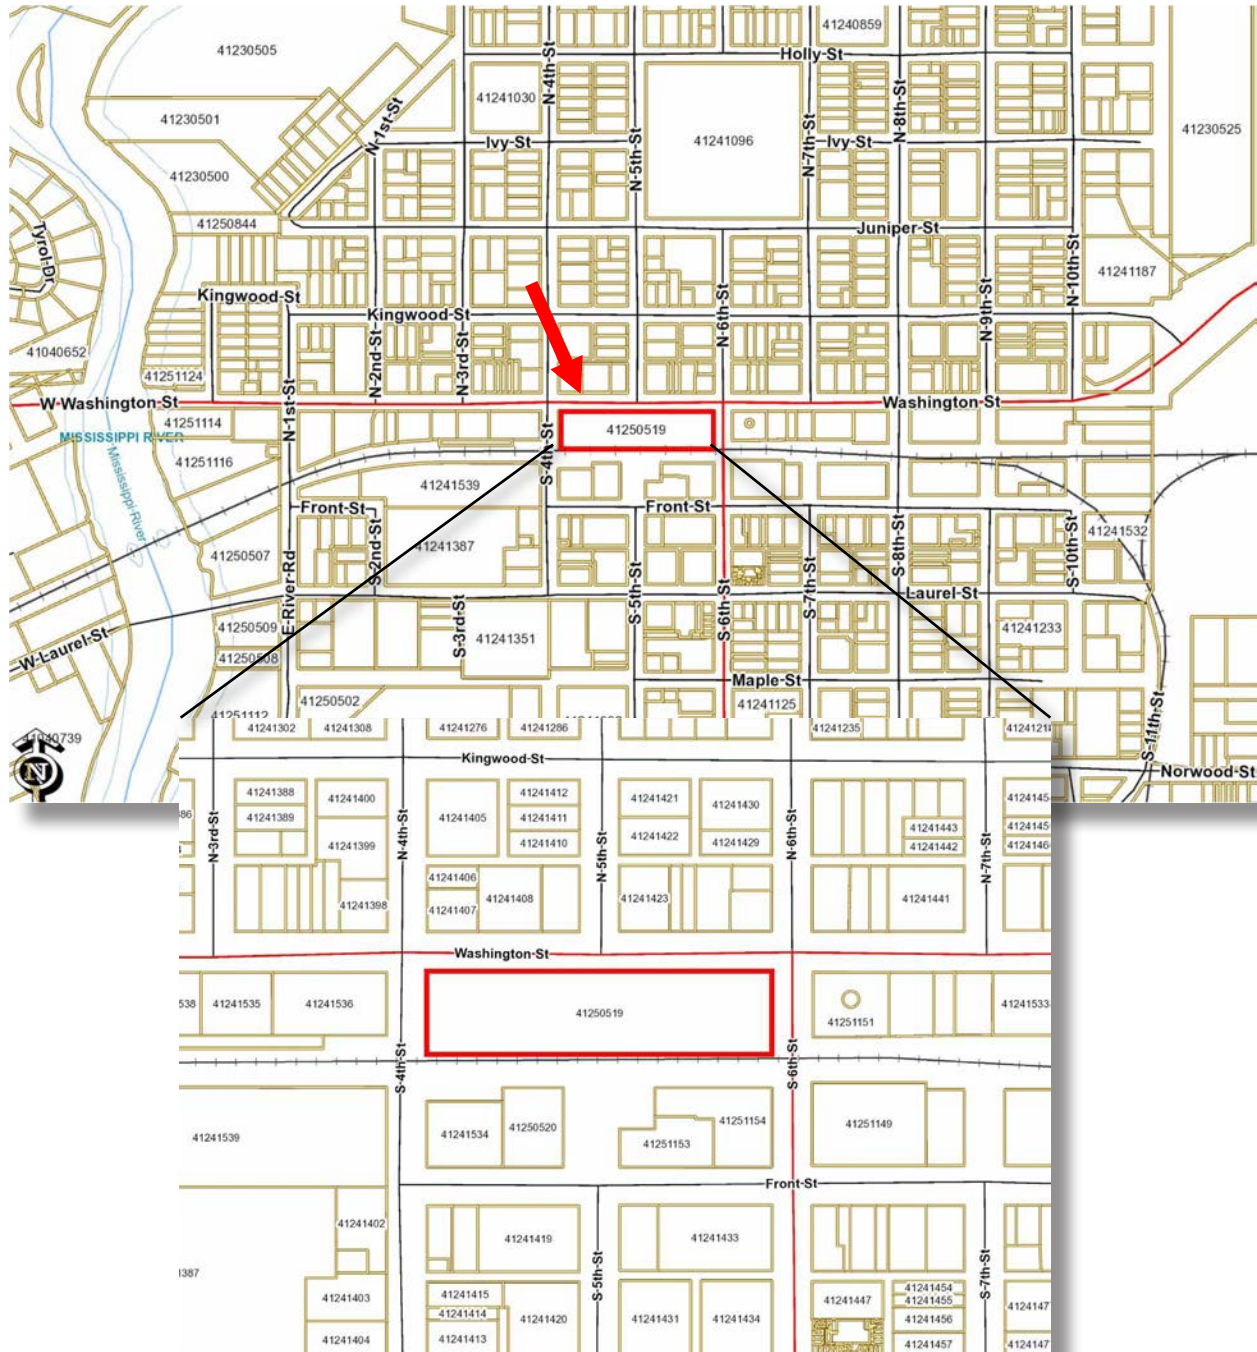 41240859
41230505
Holly St
41241030
N 4th St
41230501
N 1st St
Ivy St
N 5th St
41241096
N 7th St
Ivy St
N 8th St
41230525
41230500
41250844
Juniper St
Tyrol Dr
N 10th St
41241187
Kingwood St
Kingwood St
N 6th St
N 9th St
41040652
41251124
N 2nd St
N 3rd St
W Washington St
Washington St
41251114
N 1st St
41250519
MISSISSIPPI RIVER
41251116
Mississippi River
S 4th St
41241539
Front St
Front St
41241387
41241532
S 2nd St
S 8th St
S 10th St
41250507
E River Rd
S 5th St
S 6th St
S 7th St
Laurel St
W Laurel St
41250509
S 3rd St
41241351
41241233
41250508
Maple St
41250502
41241125
41251112
S 11th St
41040739
N
Norwood St
41241302
41241308
41241276
41241286
41241235
Kingwood St
41241388
41241400
41241412
41241421
41241430
41241389
41241405
41241411
41241443
N 3rd St
N 4th St
41241399
41241410
N 5th St
41241422
41241429
N 6th St
41241442
N 7th St
41241406
41241408
41241423
41241441
41241398
41241407
Washington St
41241535
41241536
41250519
41251151
41241533
S 4th St
S 6th St
41241539
41241534
41250520
41251153
41251154
41251149
Front St
41241402
41241419
41241433
S 5th St
S 7th St
41241403
41241415
41241414
41241420
41241431
41241434
41241447
41241454
41241455
41241456
41241404
41241413
41241457